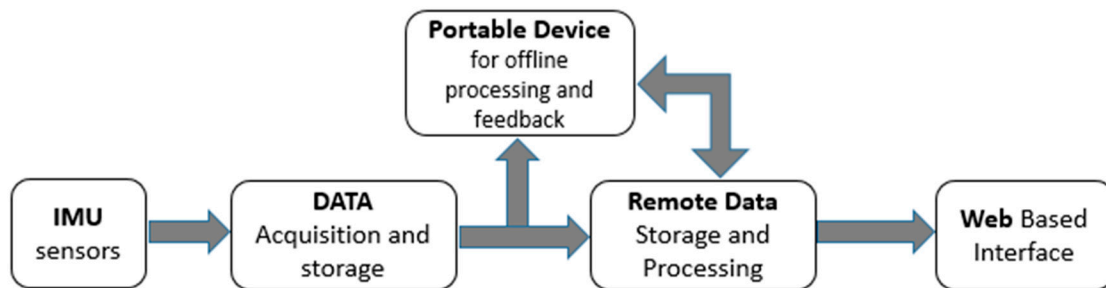 Portable Device
for offline
processing and
feedback
IMU
sensors
DATA
Acquisition and
storage
Remote Data
Storage and
Processing
Web Based
Interface